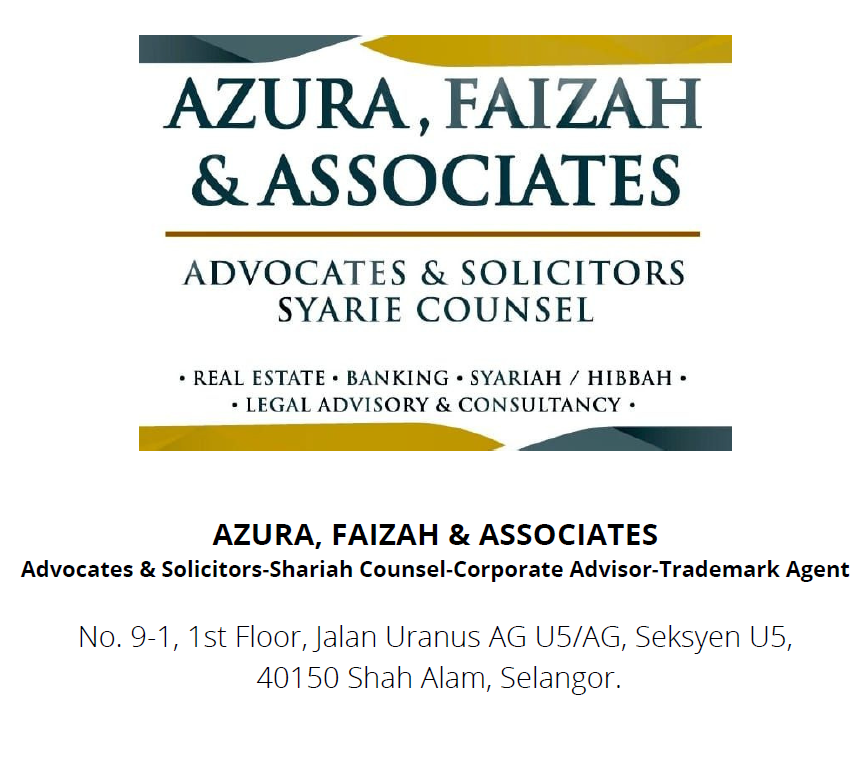 AZURA, FAIZAH
& ASSOCIATES
ADVOCATES & SOLICITORS
SYARIE COUNSEL
• REAL ESTATE • BANKING • SYARIAH / HIBBAH •
• LEGAL ADVISORY & CONSULTANCY •
AZURA, FAIZAH & ASSOCIATES
Advocates & Solicitors-Shariah Counsel-Corporate Advisor-Trademark Agent
No. 9-1, 1st Floor, Jalan Uranus AG U5/AG, Seksyen U5,
40150 Shah Alam, Selangor.